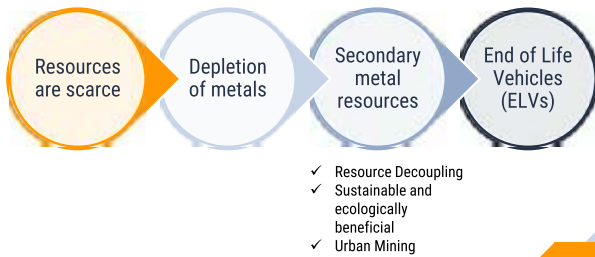 Resources
are scarce
Depletion
of metals
Secondary
metal
resources
End of Life
Vehicles
(ELVs)
✓ Resource Decoupling
✓ Sustainable and
ecologically
beneficial
✓ Urban Mining